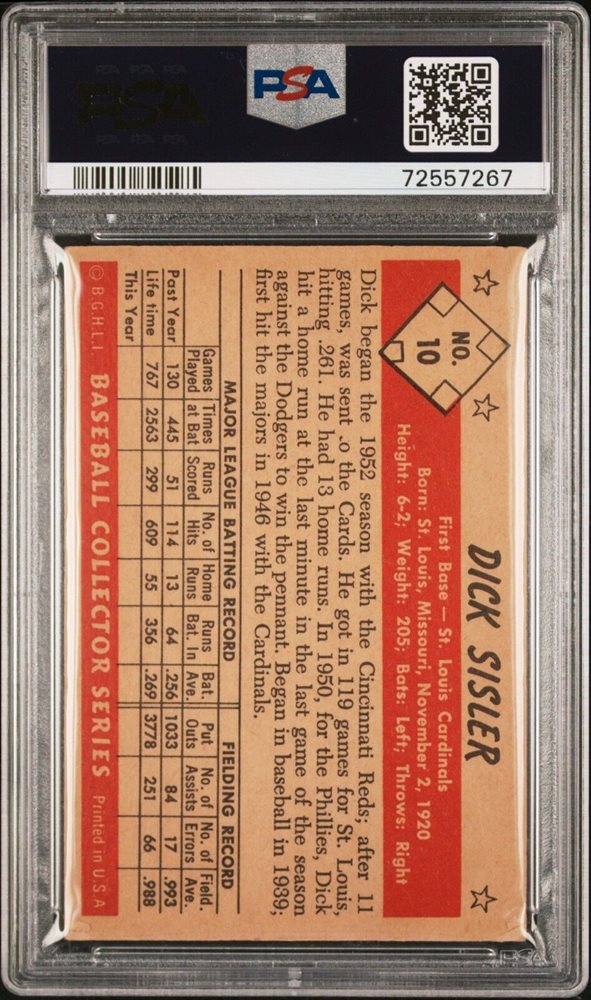 PSA
PSA
72557267
NO.
10
DICK SISLER
First Base — St. Louis Cardinals
Born: St. Louis, Missouri, November 2, 1920
Height: 6-2; Weight: 205; Bats: Left; Throws: Right
Dick began the 1952 season with the Cincinnati Reds; after 11
games, was sent .o the Cards. He got in 119 games for St. Louis,
hitting .261. He had 13 home runs. In 1950, for the Phillies, Dick
hit a home run at the last minute in the last game of the season
against the Dodgers to win the pennant. Began in baseball in 1939;
first hit the majors in 1946 with the Cardinals.
MAJOR LEAGUE BATTING RECORD FIELDING RECORD
Games Times Runs No. of Home Runs Bat. Put No. of No. of Field.
Played at Bat Scored Hits Runs Bat. In Ave. Outs Assists Errors Ave.
Past Year 130 445 51 114 13 64 .256 1033 84 17 .993
Life time 767 2563 299 609 55 356 .269 3778 251 66 .988
This Year
© B.G.H.L.I. BASEBALL COLLECTOR SERIES Printed in U.S.A